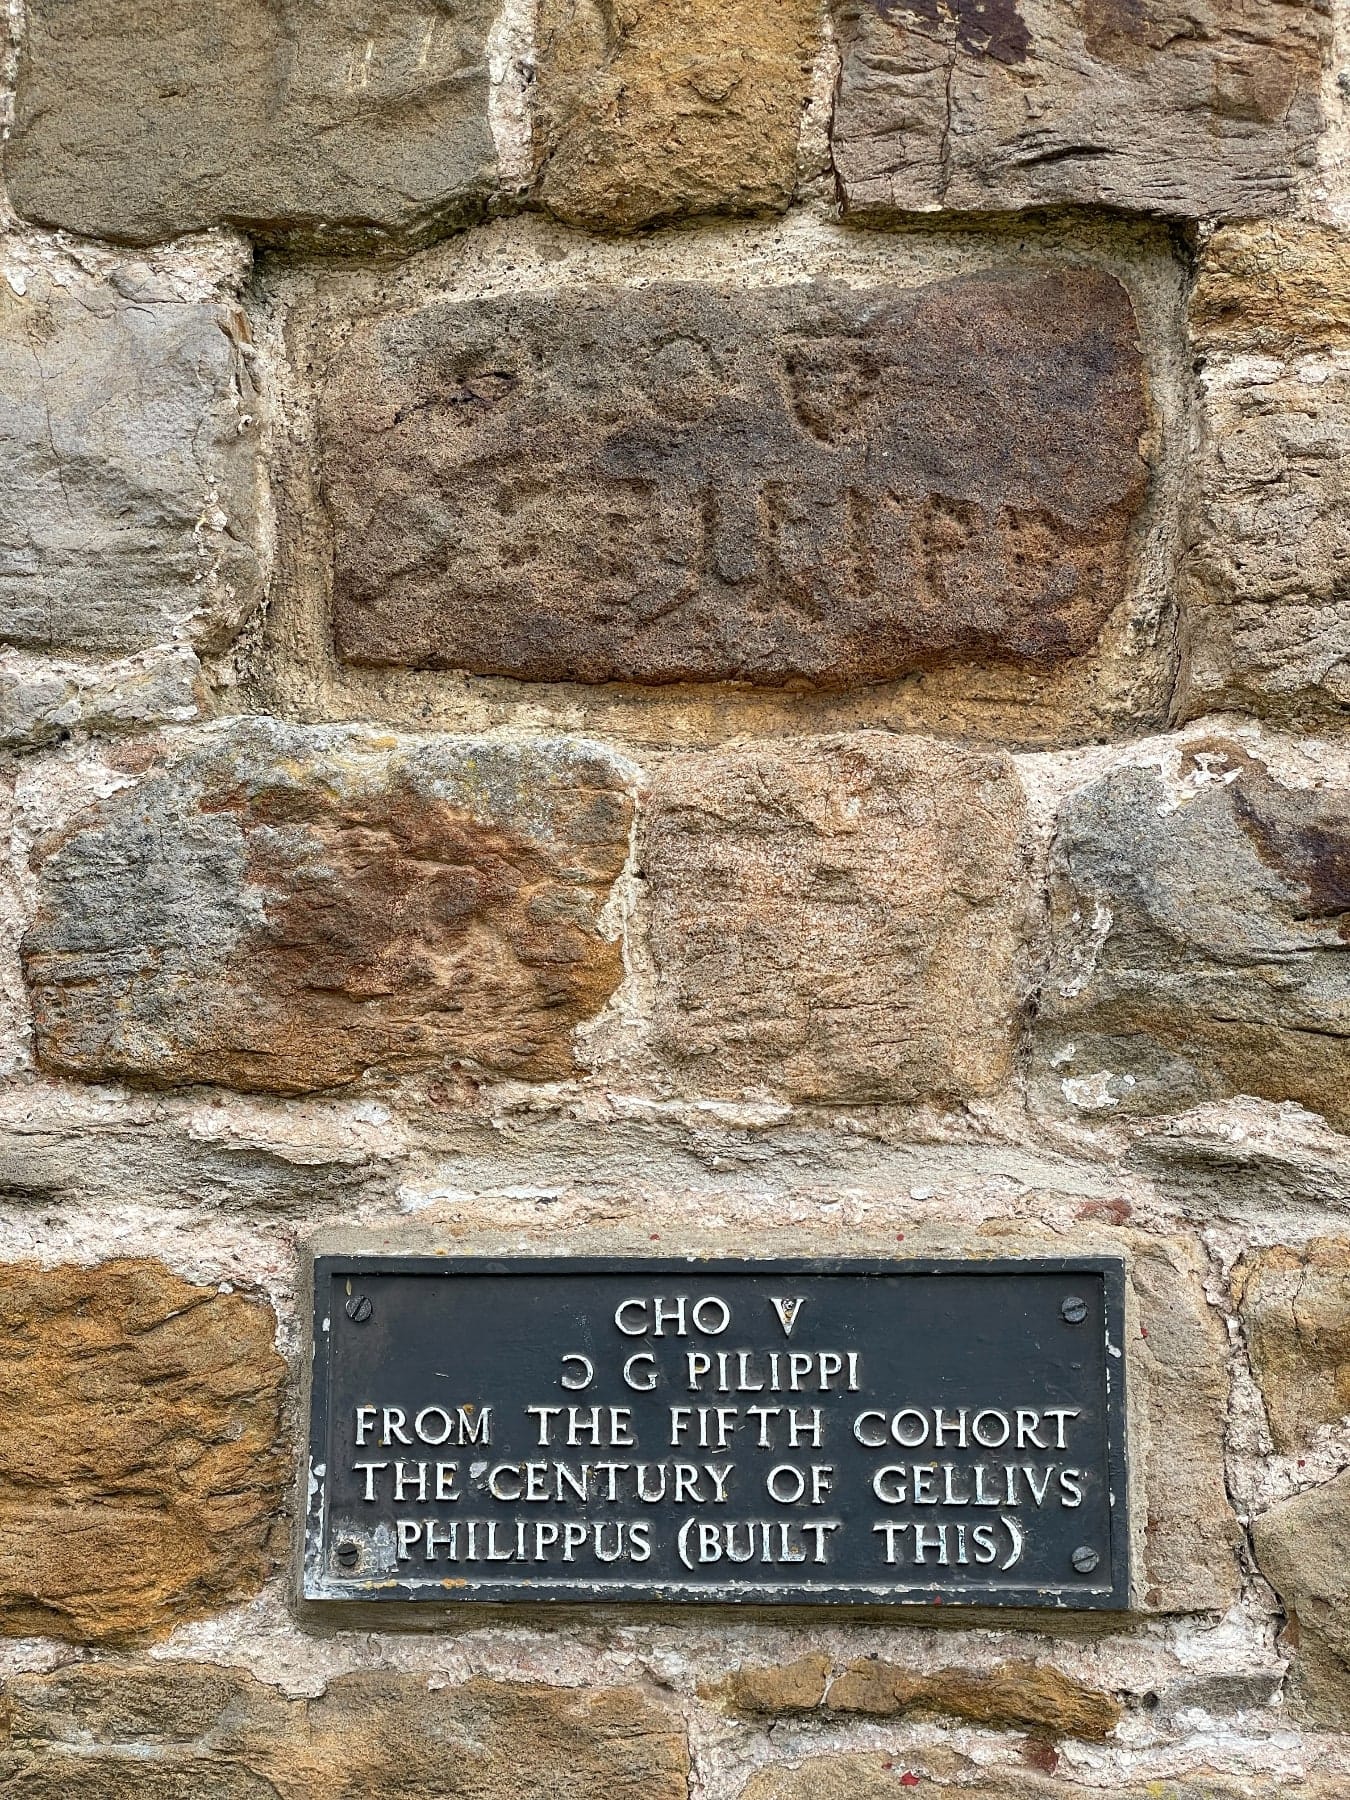 CHO V
Ɔ G PILIPPI
FROM THE FIFTH COHORT
THE CENTURY OF GELLIVS
PHILIPPUS (BUILT THIS)